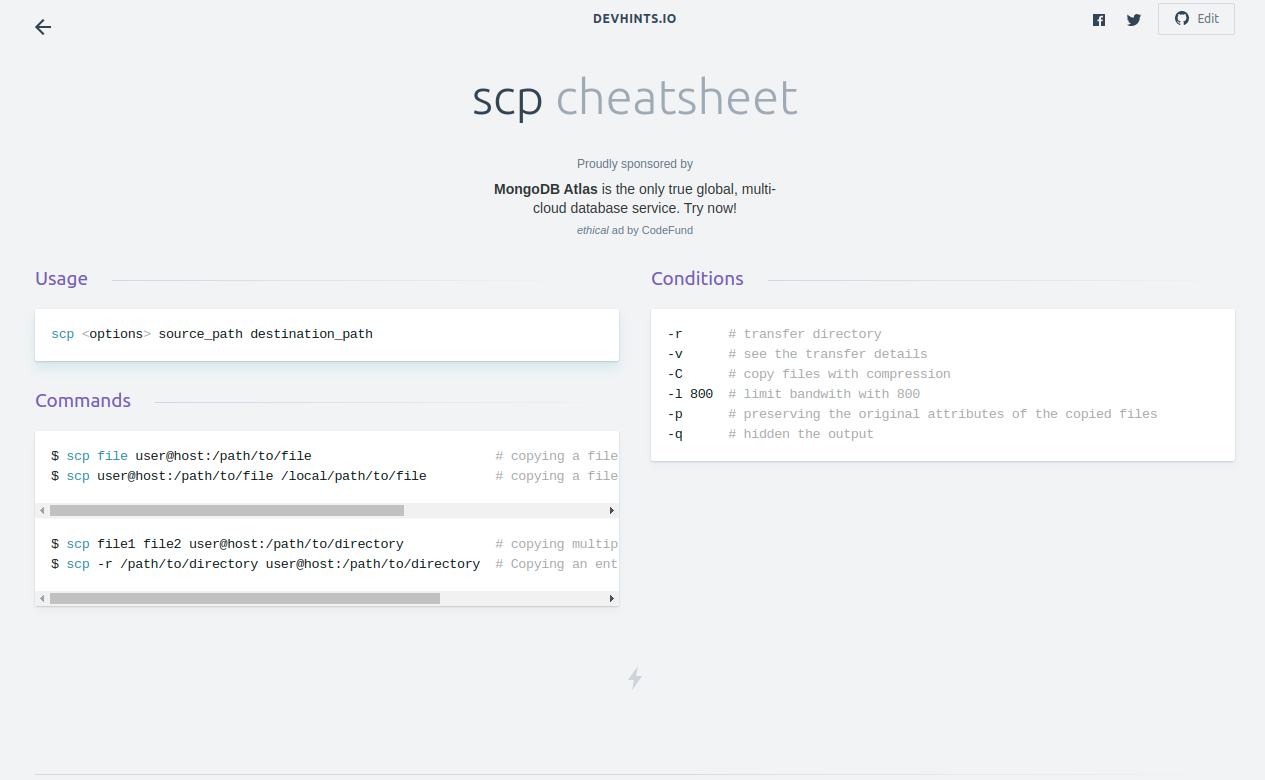 DEVHINTS.IO
Edit
scp cheatsheet
Proudly sponsored by
MongoDB Atlas is the only true global, multi-
cloud database service. Try now!
ethical ad by CodeFund
Usage
scp <options> source_path destination_path
Commands
$ scp file user@host:/path/to/file # copying a file
$ scp user@host:/path/to/file /local/path/to/file # copying a file
$ scp file1 file2 user@host:/path/to/directory # copying multip
$ scp -r /path/to/directory user@host:/path/to/directory # Copying an ent
Conditions
-r # transfer directory
-v # see the transfer details
-C # copy files with compression
-l 800 # limit bandwith with 800
-p # preserving the original attributes of the copied files
-q # hidden the output